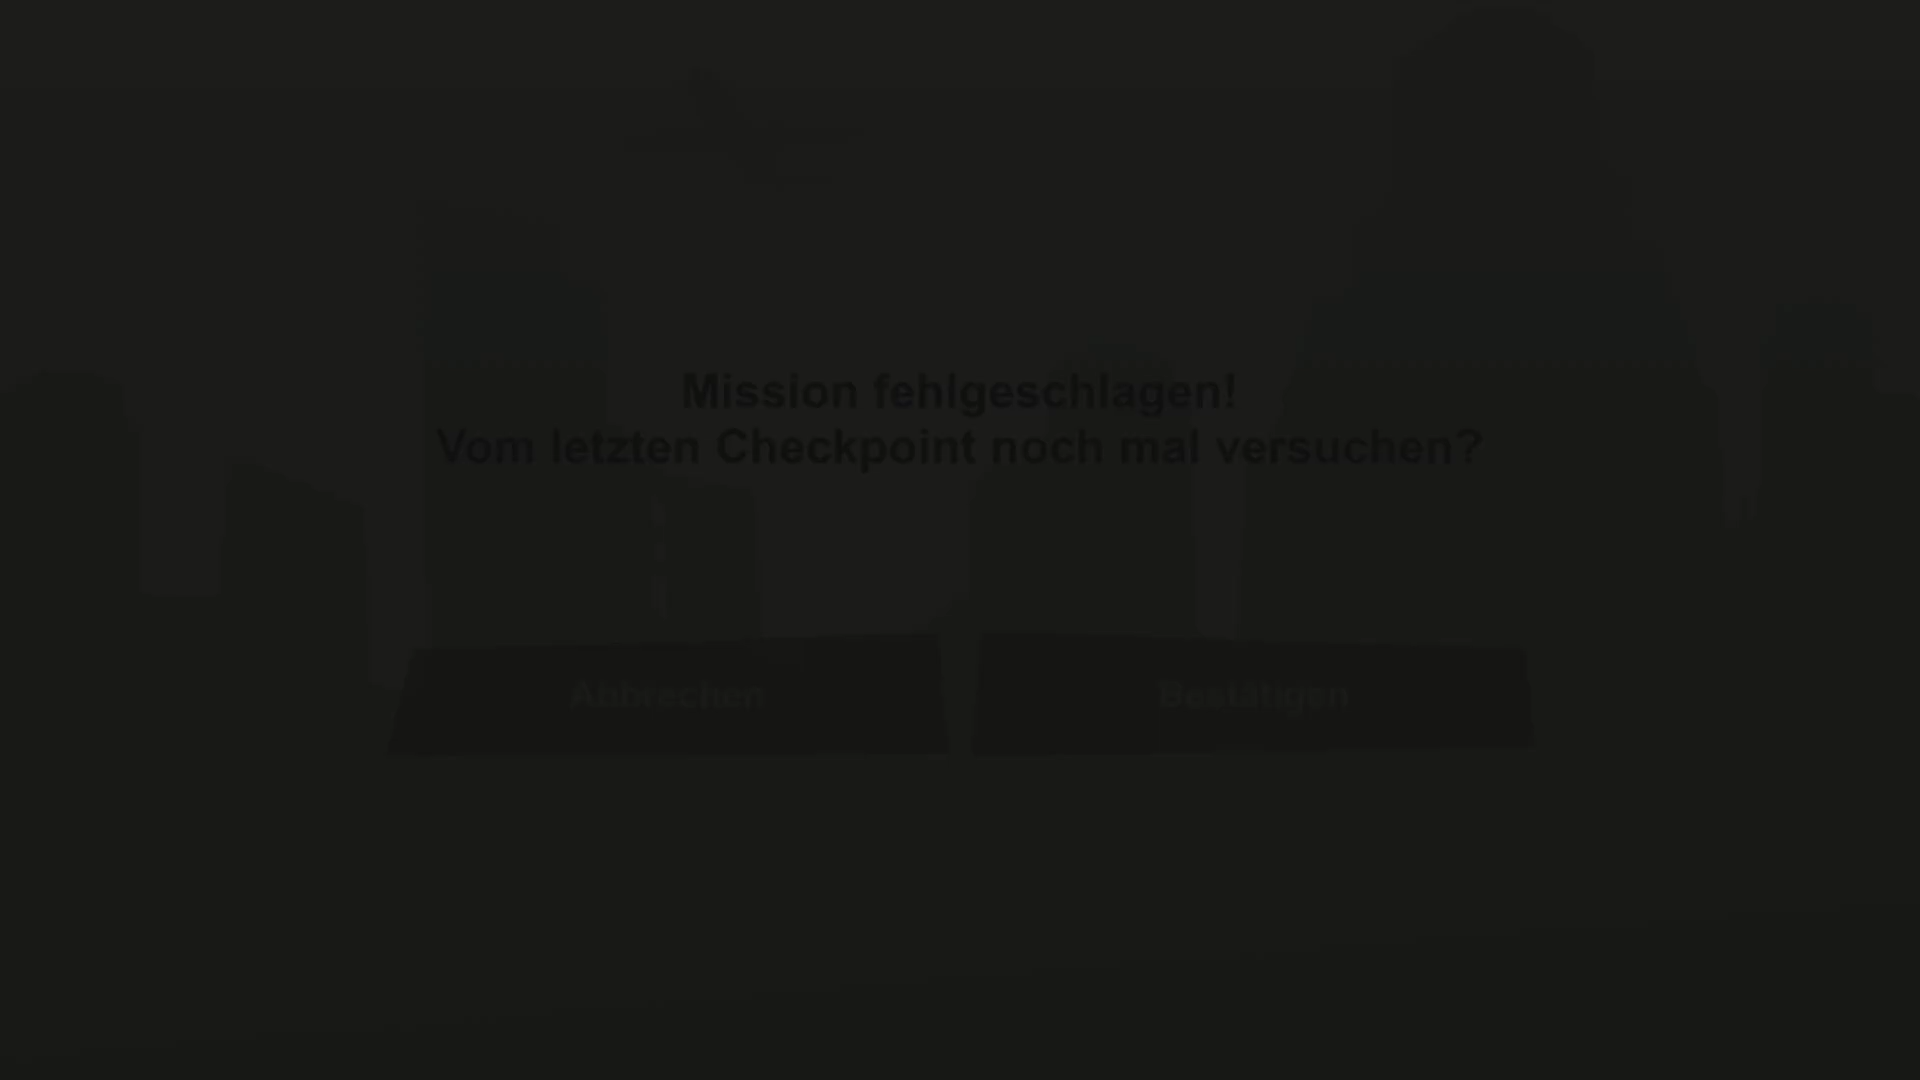 Mission fehlgeschlagen!
Vom letzten Checkpoint noch mal versuchen?
Abbrechen
Bestätigen